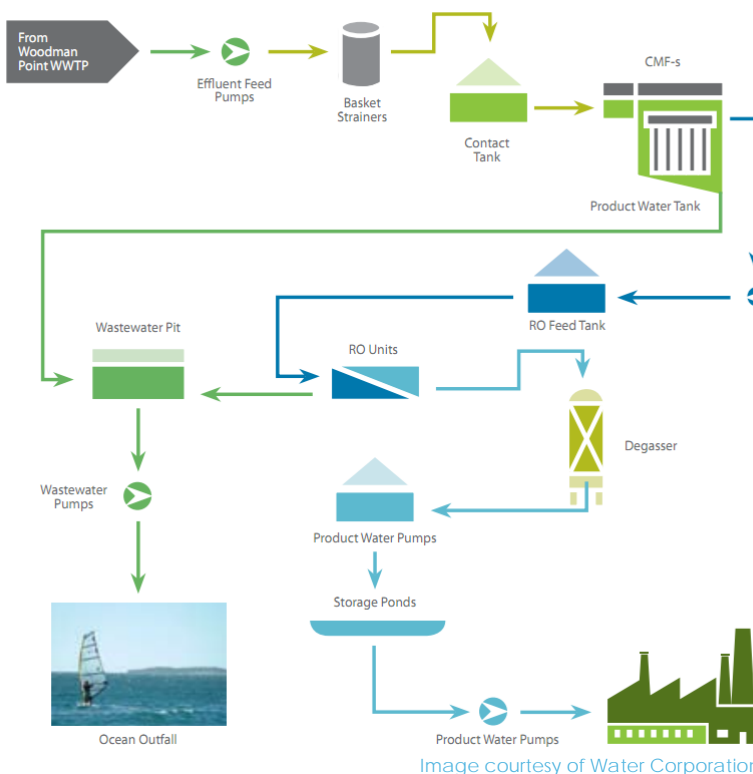 From
Woodman
Point WWTP
Effluent Feed
Pumps
Basket
Strainers
Contact
Tank
CMF-s
Product Water Tank
RO Feed Tank
Wastewater Pit
RO Units
Degasser
Wastewater
Pumps
Product Water Pumps
Storage Ponds
Ocean Outfall
Product Water Pumps
Image courtesy of Water Corporation